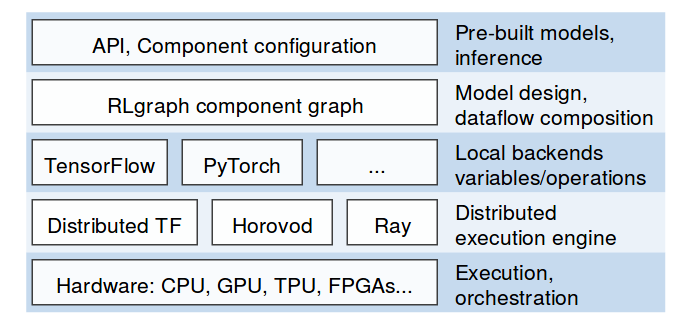 API, Component configuration
Pre-built models,
inference
RLgraph component graph
Model design,
dataflow composition
TensorFlow
PyTorch
...
Local backends
variables/operations
Distributed TF
Horovod
Ray
Distributed
execution engine
Hardware: CPU, GPU, TPU, FPGAs...
Execution,
orchestration